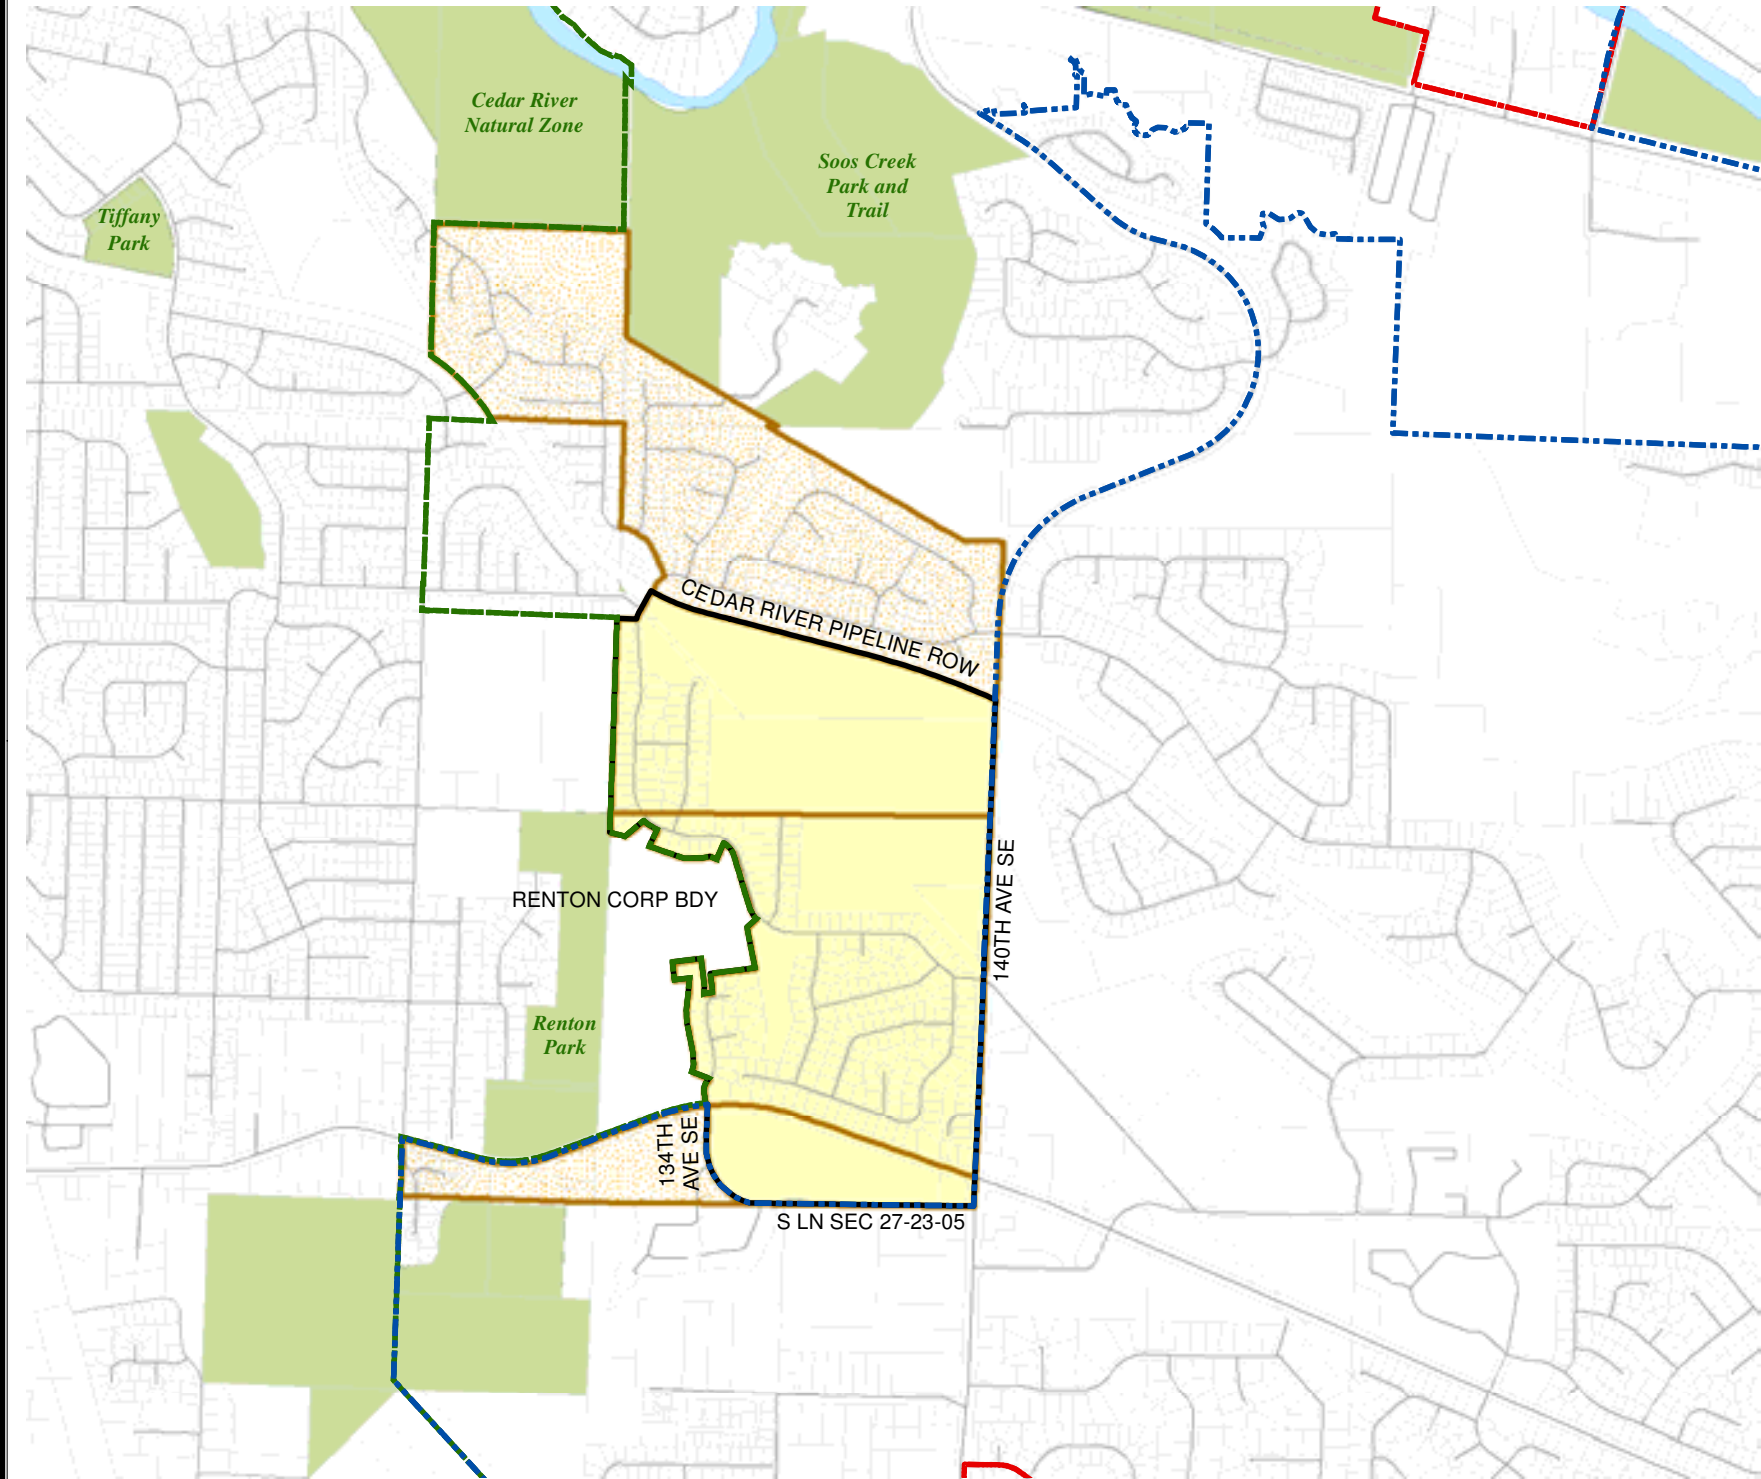 Cedar River
Natural Zone
Soos Creek
Park and
Trail
Tiffany
Park
CEDAR RIVER PIPELINE ROW
RENTON CORP BDY
140TH AVE SE
Renton
Park
134TH
AVE SE
S LN SEC 27-23-05